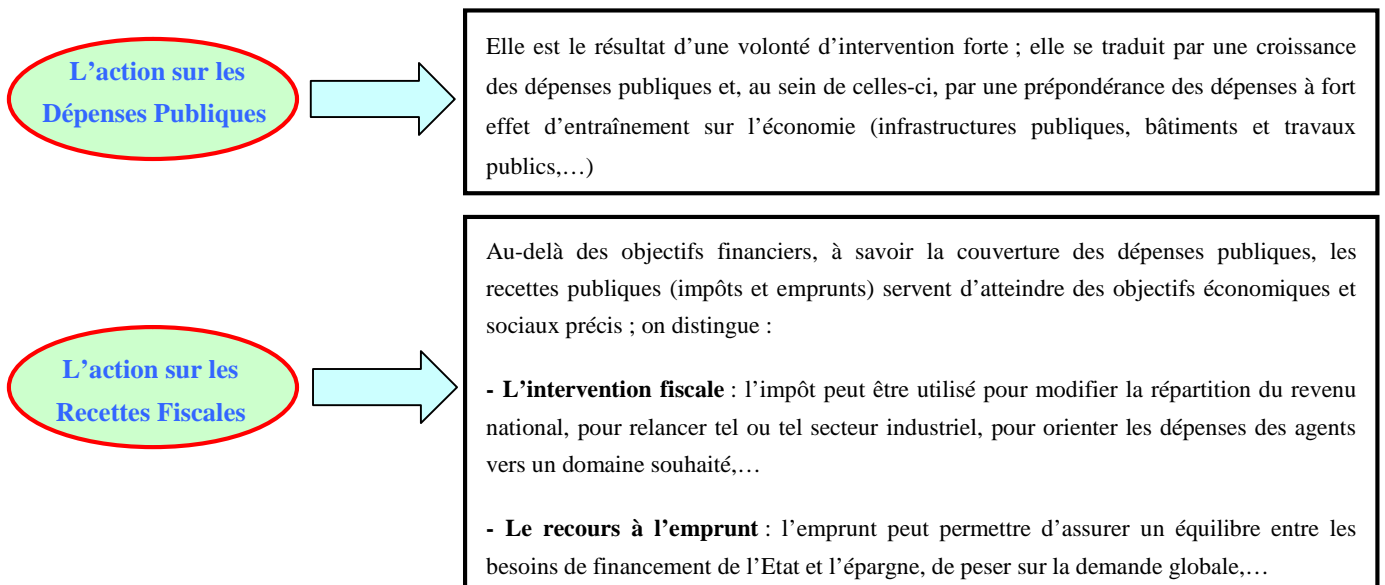 L’action sur les
Dépenses Publiques
Elle est le résultat d’une volonté d’intervention forte ; elle se traduit par une croissance
des dépenses publiques et, au sein de celles-ci, par une prépondérance des dépenses à fort
effet d’entraînement sur l’économie (infrastructures publiques, bâtiments et travaux
publics,…)
L’action sur les
Recettes Fiscales
Au-delà des objectifs financiers, à savoir la couverture des dépenses publiques, les
recettes publiques (impôts et emprunts) servent d’atteindre des objectifs économiques et
sociaux précis ; on distingue :
- L’intervention fiscale : l’impôt peut être utilisé pour modifier la répartition du revenu
national, pour relancer tel ou tel secteur industriel, pour orienter les dépenses des agents
vers un domaine souhaité,…
- Le recours à l’emprunt : l’emprunt peut permettre d’assurer un équilibre entre les
besoins de financement de l’Etat et l’épargne, de peser sur la demande globale,…